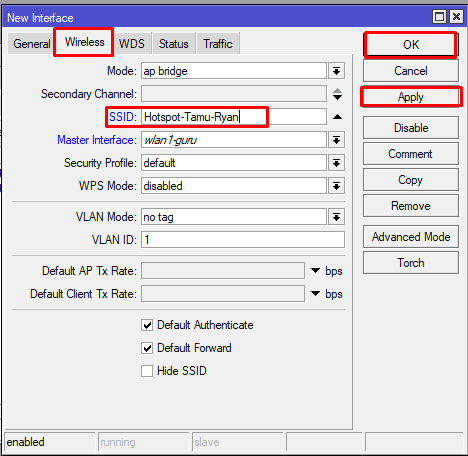 New Interface
General Wireless WDS Status Traffic
Mode: ap bridge
Secondary Channel:
SSID: Hotspot-Tamu-Ryan
Master Interface: wlan1-guru
Security Profile: default
WPS Mode: disabled
VLAN Mode: no tag
VLAN ID: 1
Default AP Tx Rate: bps
Default Client Tx Rate: bps
Default Authenticate
Default Forward
Hide SSID
OK
Cancel
Apply
Disable
Comment
Copy
Remove
Advanced Mode
Torch
enabled running slave